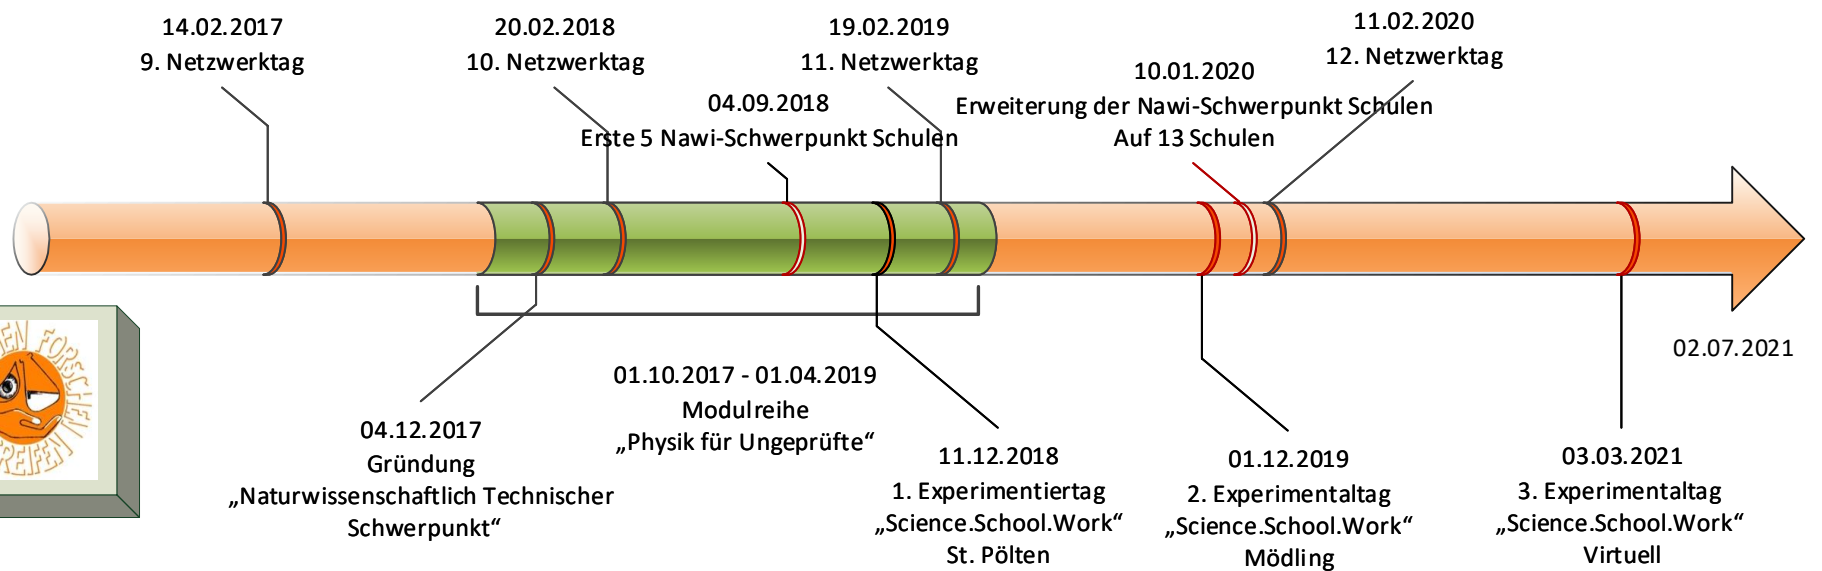 14.02.2017
9. Netzwerktag
20.02.2018
10. Netzwerktag
04.09.2018
Erste 5 Nawi-Schwerpunkt Schulen
19.02.2019
11. Netzwerktag
10.01.2020
Erweiterung der Nawi-Schwerpunkt Schulen
Auf 13 Schulen
11.02.2020
12. Netzwerktag
02.07.2021
FORSCHEN
04.12.2017
Gründung
„Naturwissenschaftlich Technischer
Schwerpunkt“
01.10.2017 - 01.04.2019
Modulreihe
„Physik für Ungeprüfte“
11.12.2018
1. Experimentiertag
„Science.School.Work“
St. Pölten
01.12.2019
2. Experimentaltag
„Science.School.Work“
Mödling
03.03.2021
3. Experimentaltag
„Science.School.Work“
Virtuell